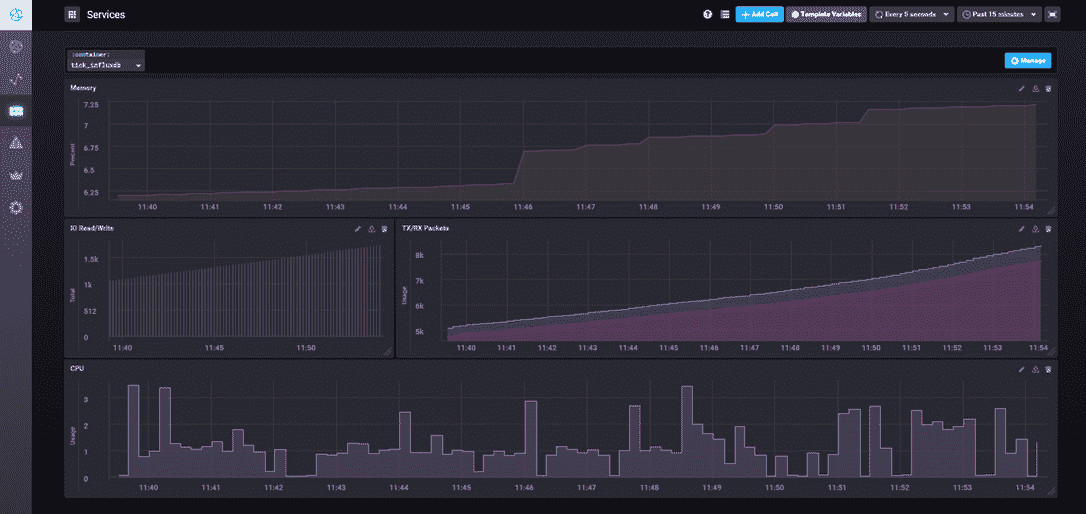 Services
Add Cell
Template Variables
Every 5 seconds
Past 15 minutes
:container:
tick_influxdb
Manage
Memory
Percent
7.25
7
6.75
6.5
6.25
11:40 11:41 11:42 11:43 11:44 11:45 11:46 11:47 11:48 11:49 11:50 11:51 11:52 11:53 11:54
IO Read/Write
Total
1.5k
1k
512
0
11:40 11:45 11:50
TX/RX Packets
Usage
8k
7k
6k
5k
11:40 11:41 11:42 11:43 11:44 11:45 11:46 11:47 11:48 11:49 11:50 11:51 11:52 11:53 11:54
CPU
Usage
3
2
1
0
11:40 11:41 11:42 11:43 11:44 11:45 11:46 11:47 11:48 11:49 11:50 11:51 11:52 11:53 11:54